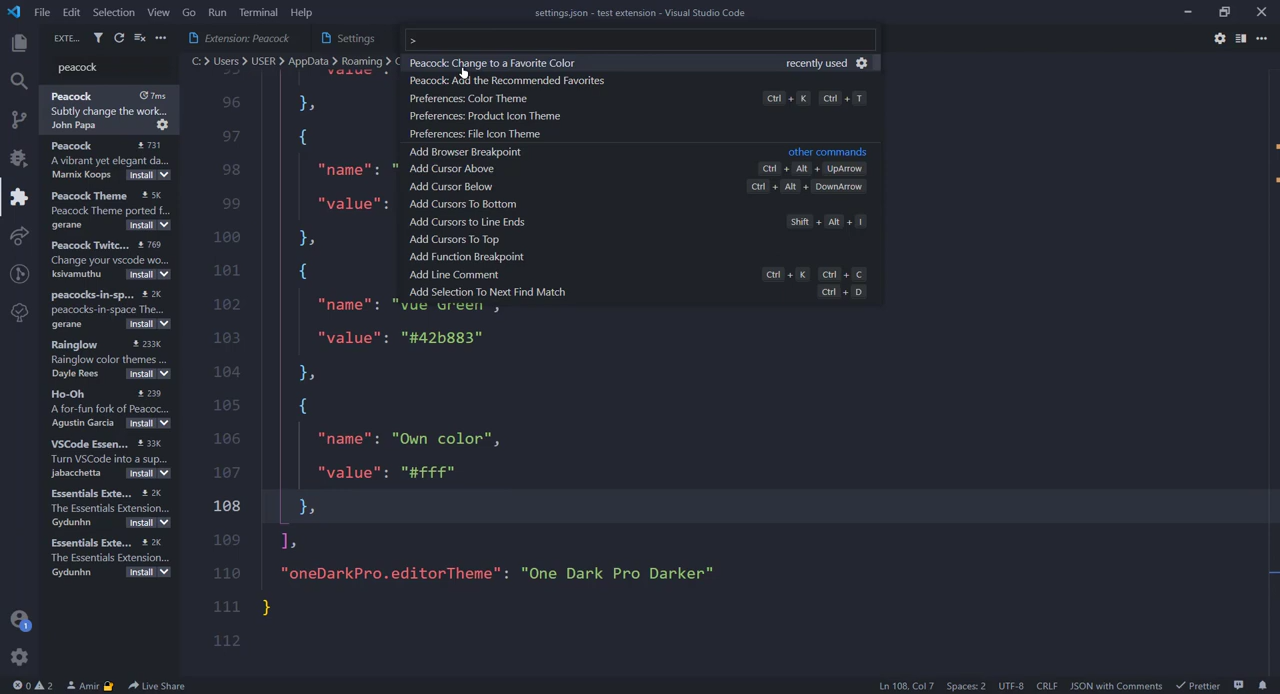 File Edit Selection View Go Run Terminal Help
settings.json - test extension - Visual Studio Code
EXTE...
Extension: Peacock
Settings
>
peacock
C: > Users > USER > AppData > Roaming > C
Peacock: Change to a Favorite Color recently used
Peacock: Add the Recommended Favorites
Preferences: Color Theme Ctrl + K Ctrl + T
Preferences: Product Icon Theme
Preferences: File Icon Theme
Add Browser Breakpoint other commands
Add Cursor Above Ctrl + Alt + UpArrow
Add Cursor Below Ctrl + Alt + DownArrow
Add Cursors To Bottom
Add Cursors to Line Ends Shift + Alt + I
Add Cursors To Top
Add Function Breakpoint
Add Line Comment Ctrl + K Ctrl + C
Add Selection To Next Find Match Ctrl + D
Peacock 7ms
Subtly change the work...
John Papa
Peacock 731
A vibrant yet elegant da...
Marnix Koops Install
Peacock Theme 5K
Peacock Theme ported f...
gerane Install
Peacock Twitc... 769
Change your vscode wo...
ksivamuthu Install
peacocks-in-sp... 2K
peacocks-in-space The...
gerane Install
Rainglow 233K
Rainglow color themes ...
Dayle Rees Install
Ho-Oh 239
A for-fun fork of Peacoc...
Agustin Garcia Install
VSCode Essen... 33K
Turn VSCode into a sup...
jabacchetta Install
Essentials Exte... 2K
The Essentials Extension...
Gydunhn Install
Essentials Exte... 2K
The Essentials Extension...
Gydunhn Install
95 "value":
96 },
97 {
98 "name": "
99 "value":
100 },
101 {
102 "name": "Vue Green",
103 "value": "#42b883"
104 },
105 {
106 "name": "Own color",
107 "value": "#fff"
108 },
109 ],
110 "oneDarkPro.editorTheme": "One Dark Pro Darker"
111 }
112
1
0 2 Amir Live Share
Ln 108, Col 7 Spaces: 2 UTF-8 CRLF JSON with Comments Prettier